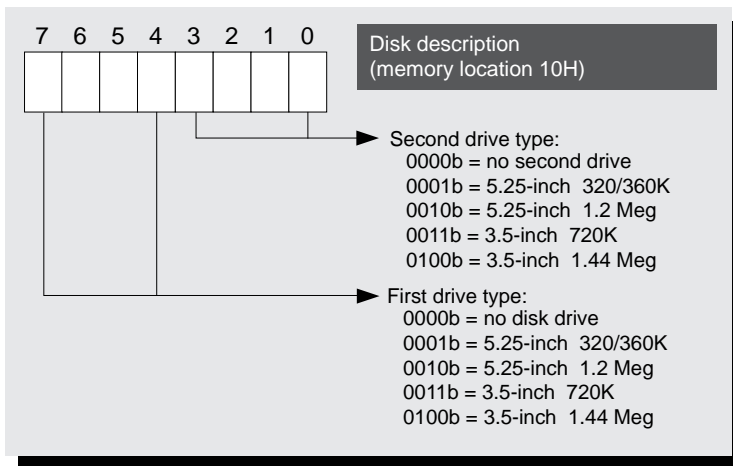 7 6 5 4 3 2 1 0
Disk description
(memory location 10H)
Second drive type:
0000b = no second drive
0001b = 5.25-inch 320/360K
0010b = 5.25-inch 1.2 Meg
0011b = 3.5-inch 720K
0100b = 3.5-inch 1.44 Meg
First drive type:
0000b = no disk drive
0001b = 5.25-inch 320/360K
0010b = 5.25-inch 1.2 Meg
0011b = 3.5-inch 720K
0100b = 3.5-inch 1.44 Meg